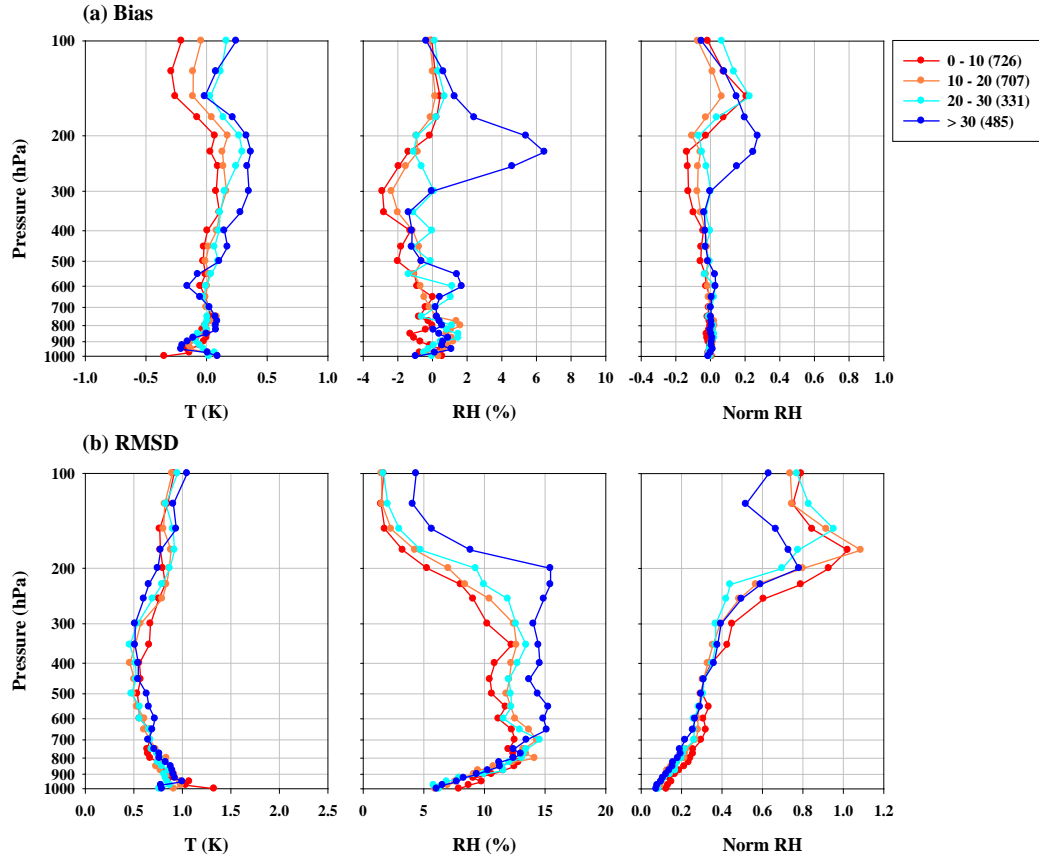 (a) Bias
100
200
300
400
500
600
700
800
900
1000
Pressure (hPa)
-1.0 -0.5 0.0 0.5 1.0
T (K)
-4 -2 0 2 4 6 8 10
RH (%)
-0.4 -0.2 0.0 0.2 0.4 0.6 0.8 1.0
Norm RH
0 - 10 (726)
10 - 20 (707)
20 - 30 (331)
> 30 (485)
(b) RMSD
100
200
300
400
500
600
700
800
900
1000
Pressure (hPa)
0.0 0.5 1.0 1.5 2.0 2.5
T (K)
0 5 10 15 20
RH (%)
0.0 0.2 0.4 0.6 0.8 1.0 1.2
Norm RH